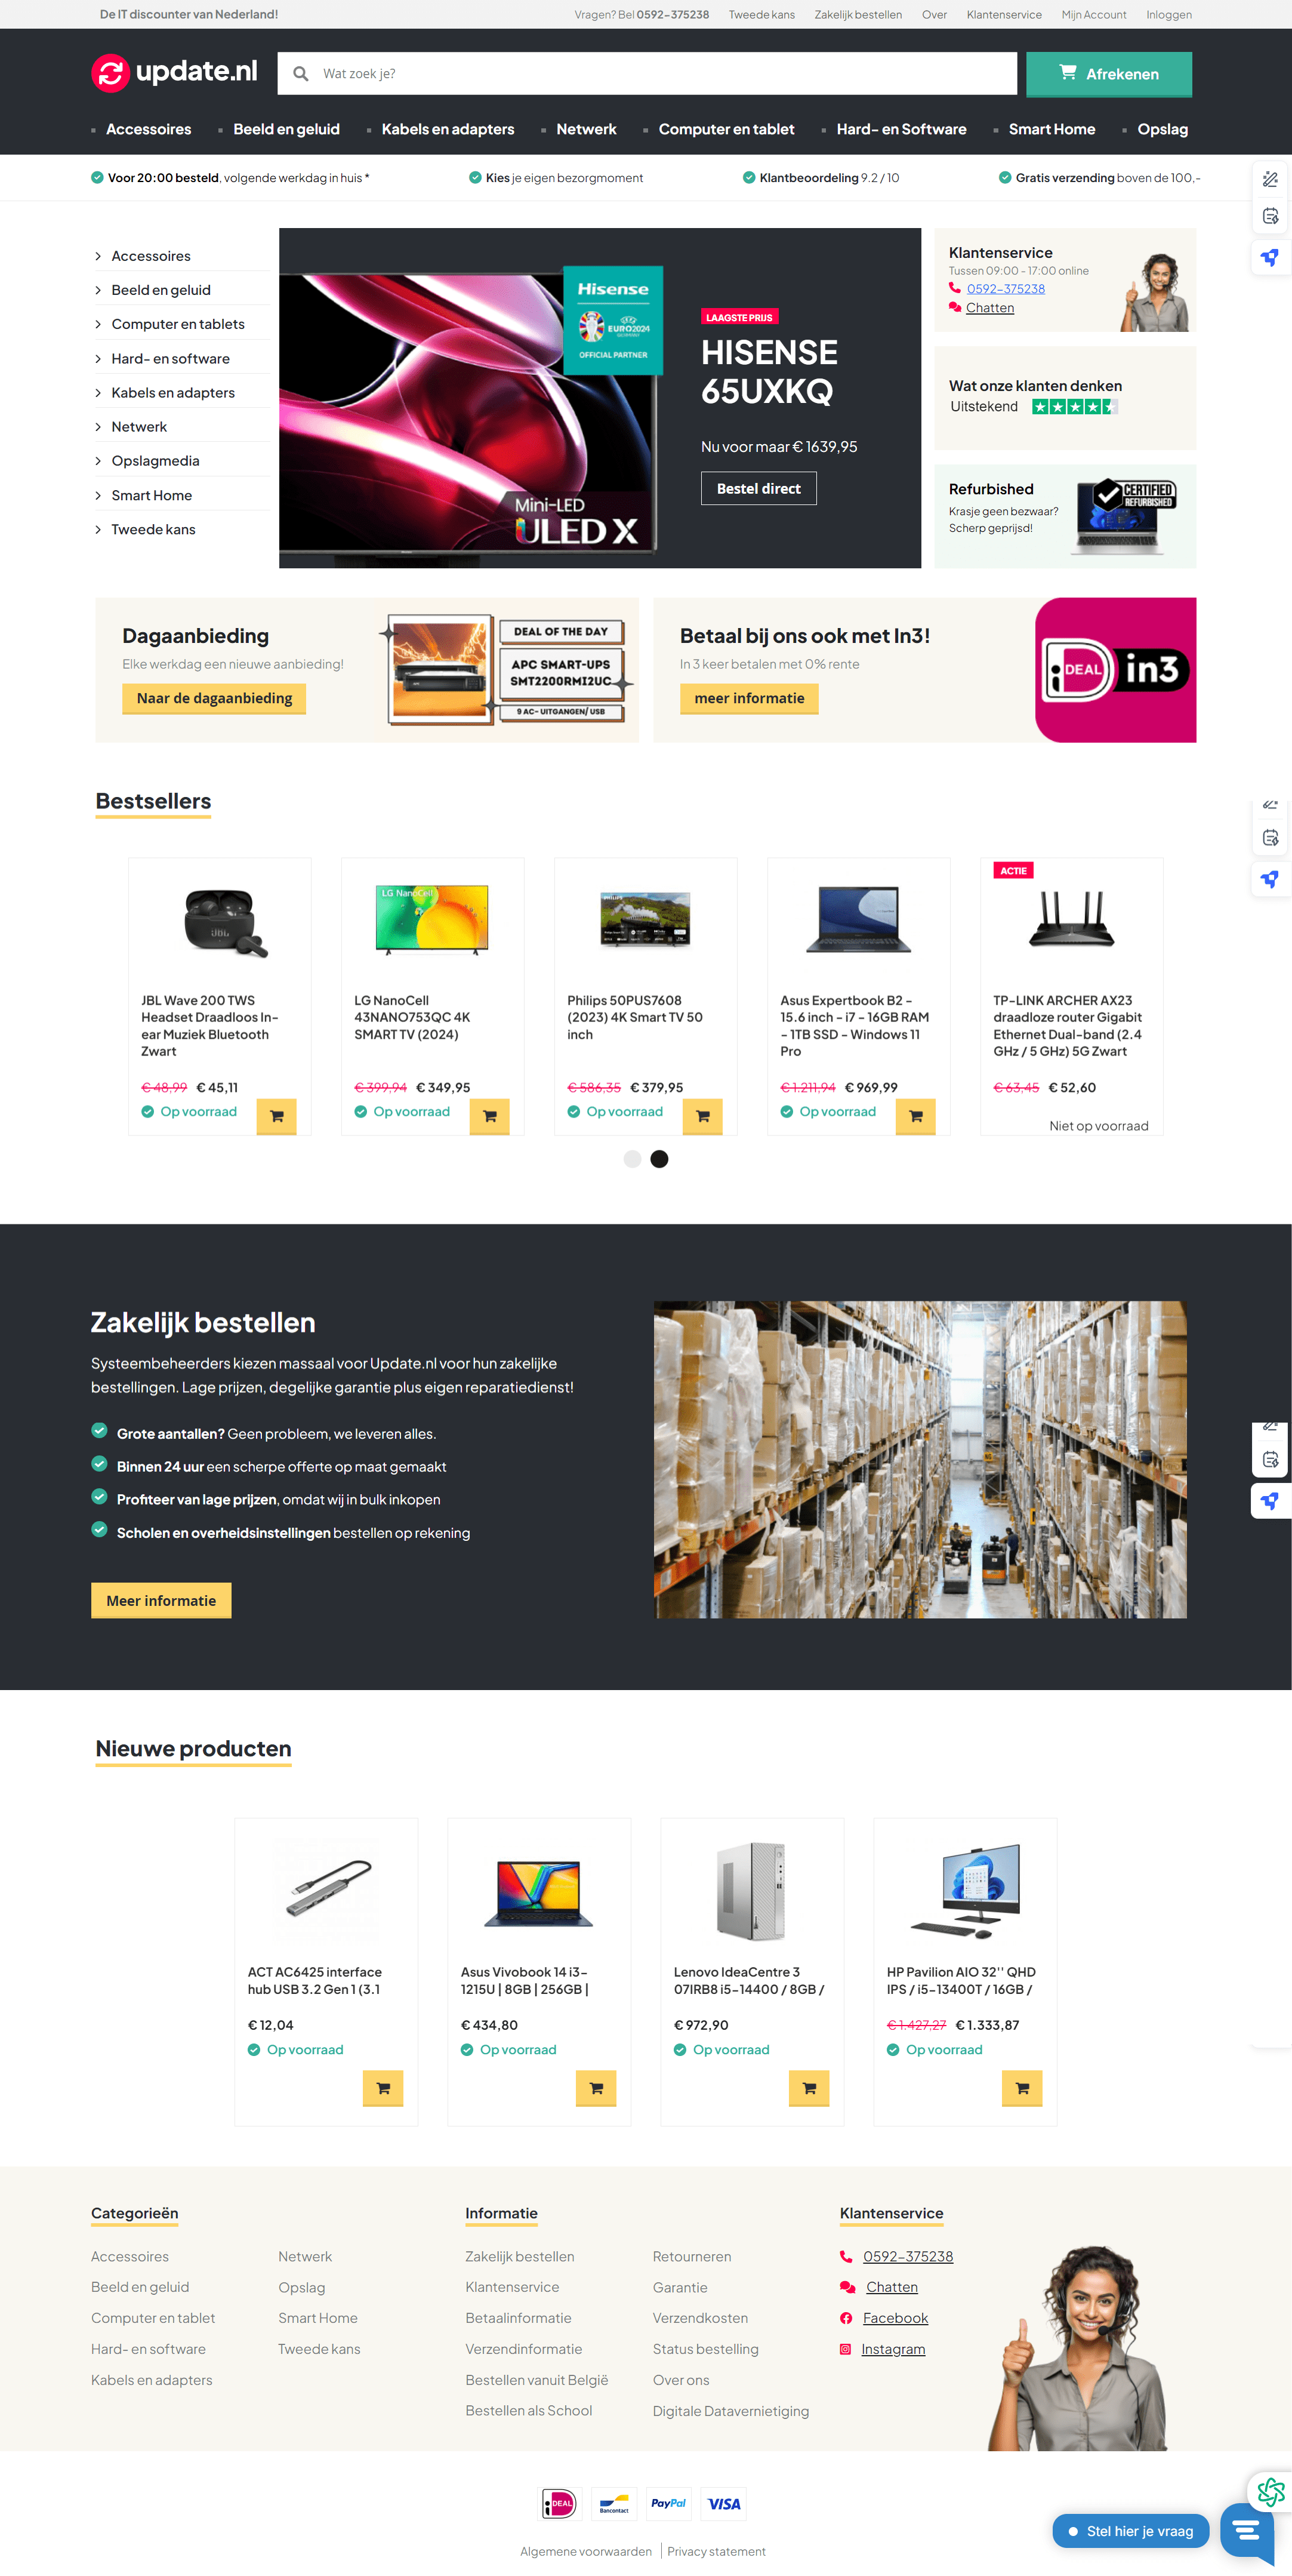 De IT discounter van Nederland!
Vragen? Bel 0592-375238 Tweede kans Zakelijk bestellen Over Klantenservice Mijn Account Inloggen
update.nl
Wat zoek je?
Afrekenen
Accessoires Beeld en geluid Kabels en adapters Netwerk Computer en tablet Hard- en Software Smart Home Opslag
Voor 20:00 besteld, volgende werkdag in huis *
Kies je eigen bezorgmoment
Klantbeoordeling 9.2 / 10
Gratis verzending boven de 100,-
Accessoires
Beeld en geluid
Computer en tablets
Hard- en software
Kabels en adapters
Netwerk
Opslagmedia
Smart Home
Tweede kans
Hisense
EURO2024
GERMANY
OFFICIAL PARTNER
Mini-LED
ULED X
LAAGSTE PRIJS
HISENSE
65UXKQ
Nu voor maar € 1639,95
Bestel direct
Klantenservice
Tussen 09:00 - 17:00 online
0592-375238
Chatten
Wat onze klanten denken
Uitstekend
Refurbished
Krasje geen bezwaar?
Scherp geprijsd!
CERTIFIED
REFURBISHED
Dagaanbieding
Elke werkdag een nieuwe aanbieding!
Naar de dagaanbieding
DEAL OF THE DAY
APC SMART-UPS
SMT2200RMI2UC
9 AC- UITGANGEN/ USB
Betaal bij ons ook met In3!
In 3 keer betalen met 0% rente
meer informatie
iDEAL in3
Bestsellers
JBL
JBL Wave 200 TWS
Headset Draadloos In-
ear Muziek Bluetooth
Zwart
€ 48,99 € 45,11
Op voorraad
LG NanoCell
LG NanoCell
43NANO753QC 4K
SMART TV (2024)
€ 399,94 € 349,95
Op voorraad
PHILIPS
Philips 50PUS7608
(2023) 4K Smart TV 50
inch
€ 586,35 € 379,95
Op voorraad
Asus Expertbook B2 -
15.6 inch - i7 - 16GB RAM
- 1TB SSD - Windows 11
Pro
€ 1.211,94 € 969,99
Op voorraad
ACTIE
TP-LINK ARCHER AX23
draadloze router Gigabit
Ethernet Dual-band (2.4
GHz / 5 GHz) 5G Zwart
€ 63,45 € 52,60
Niet op voorraad
Zakelijk bestellen
Systeembeheerders kiezen massaal voor Update.nl voor hun zakelijke
bestellingen. Lage prijzen, degelijke garantie plus eigen reparatiedienst!
Grote aantallen? Geen probleem, we leveren alles.
Binnen 24 uur een scherpe offerte op maat gemaakt
Profiteer van lage prijzen, omdat wij in bulk inkopen
Scholen en overheidsinstellingen bestellen op rekening
Meer informatie
Nieuwe producten
ACT AC6425 interface
hub USB 3.2 Gen 1 (3.1
€ 12,04
Op voorraad
Asus Vivobook 14 i3-
1215U | 8GB | 256GB |
€ 434,80
Op voorraad
Lenovo IdeaCentre 3
07IRB8 i5-14400 / 8GB /
€ 972,90
Op voorraad
HP Pavilion AIO 32'' QHD
IPS / i5-13400T / 16GB /
€ 1.427,27 € 1.333,87
Op voorraad
Categorieën
Accessoires
Beeld en geluid
Computer en tablet
Hard- en software
Kabels en adapters
Netwerk
Opslag
Smart Home
Tweede kans
Informatie
Zakelijk bestellen
Klantenservice
Betaalinformatie
Verzendinformatie
Bestellen vanuit België
Bestellen als School
Retourneren
Garantie
Verzendkosten
Status bestelling
Over ons
Digitale Datavernietiging
Klantenservice
0592-375238
Chatten
Facebook
Instagram
iDEAL
Bancontact
PayPal
VISA
Stel hier je vraag
Algemene voorwaarden | Privacy statement